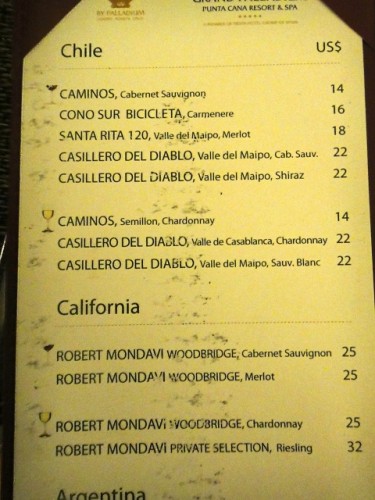 BY PALLADIUM
PUNTA CANA RESORT & SPA
Chile US$
CAMINOS, Cabernet Sauvignon 14
CONO SUR BICICLETA, Carmenere 16
SANTA RITA 120, Valle del Maipo, Merlot 18
CASILLERO DEL DIABLO, Valle del Maipo, Cab. Sauv. 22
CASILLERO DEL DIABLO, Valle del Maipo, Shiraz 22
CAMINOS, Semillon, Chardonnay 14
CASILLERO DEL DIABLO, Valle de Casablanca, Chardonnay 22
CASILLERO DEL DIABLO, Valle del Maipo, Sauv. Blanc 22
California
ROBERT MONDAVI WOODBRIDGE, Cabernet Sauvignon 25
ROBERT MONDAVI WOODBRIDGE, Merlot 25
ROBERT MONDAVI WOODBRIDGE, Chardonnay 25
ROBERT MONDAVI PRIVATE SELECTION, Riesling 32
Argentina